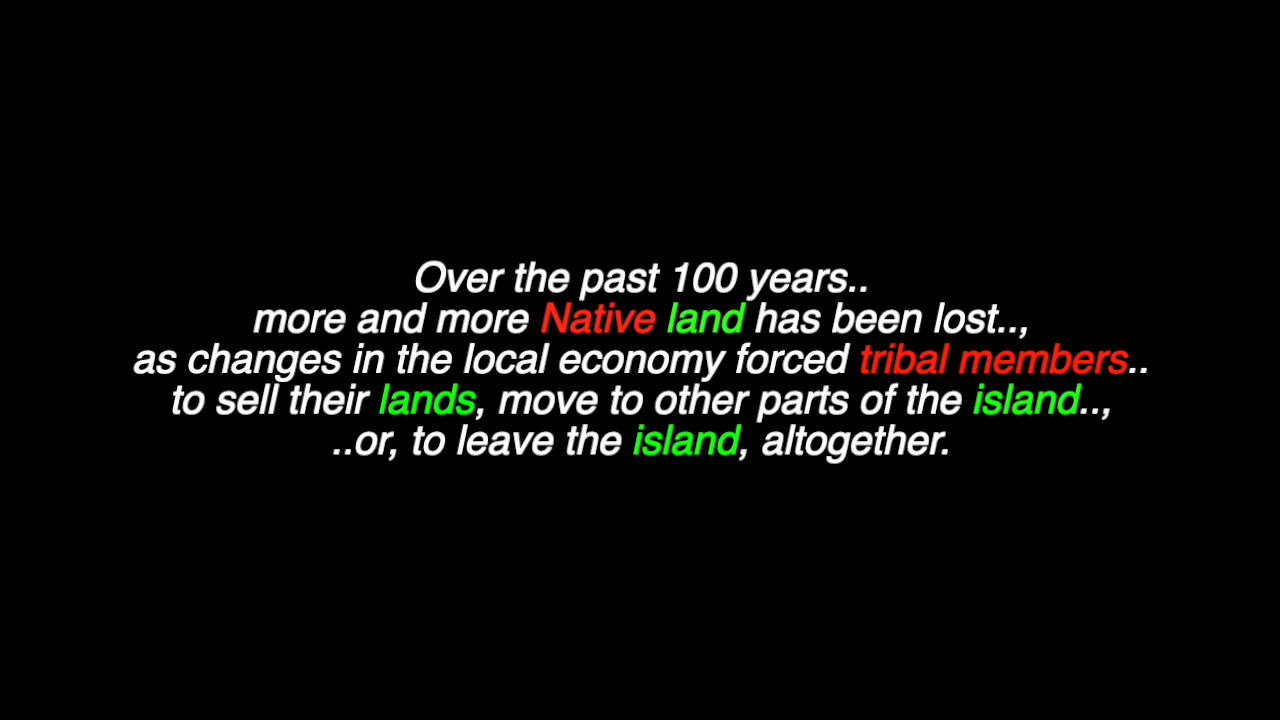 Over the past 100 years..
more and more Native land has been lost..,
as changes in the local economy forced tribal members..
to sell their lands, move to other parts of the island..,
..or, to leave the island, altogether.